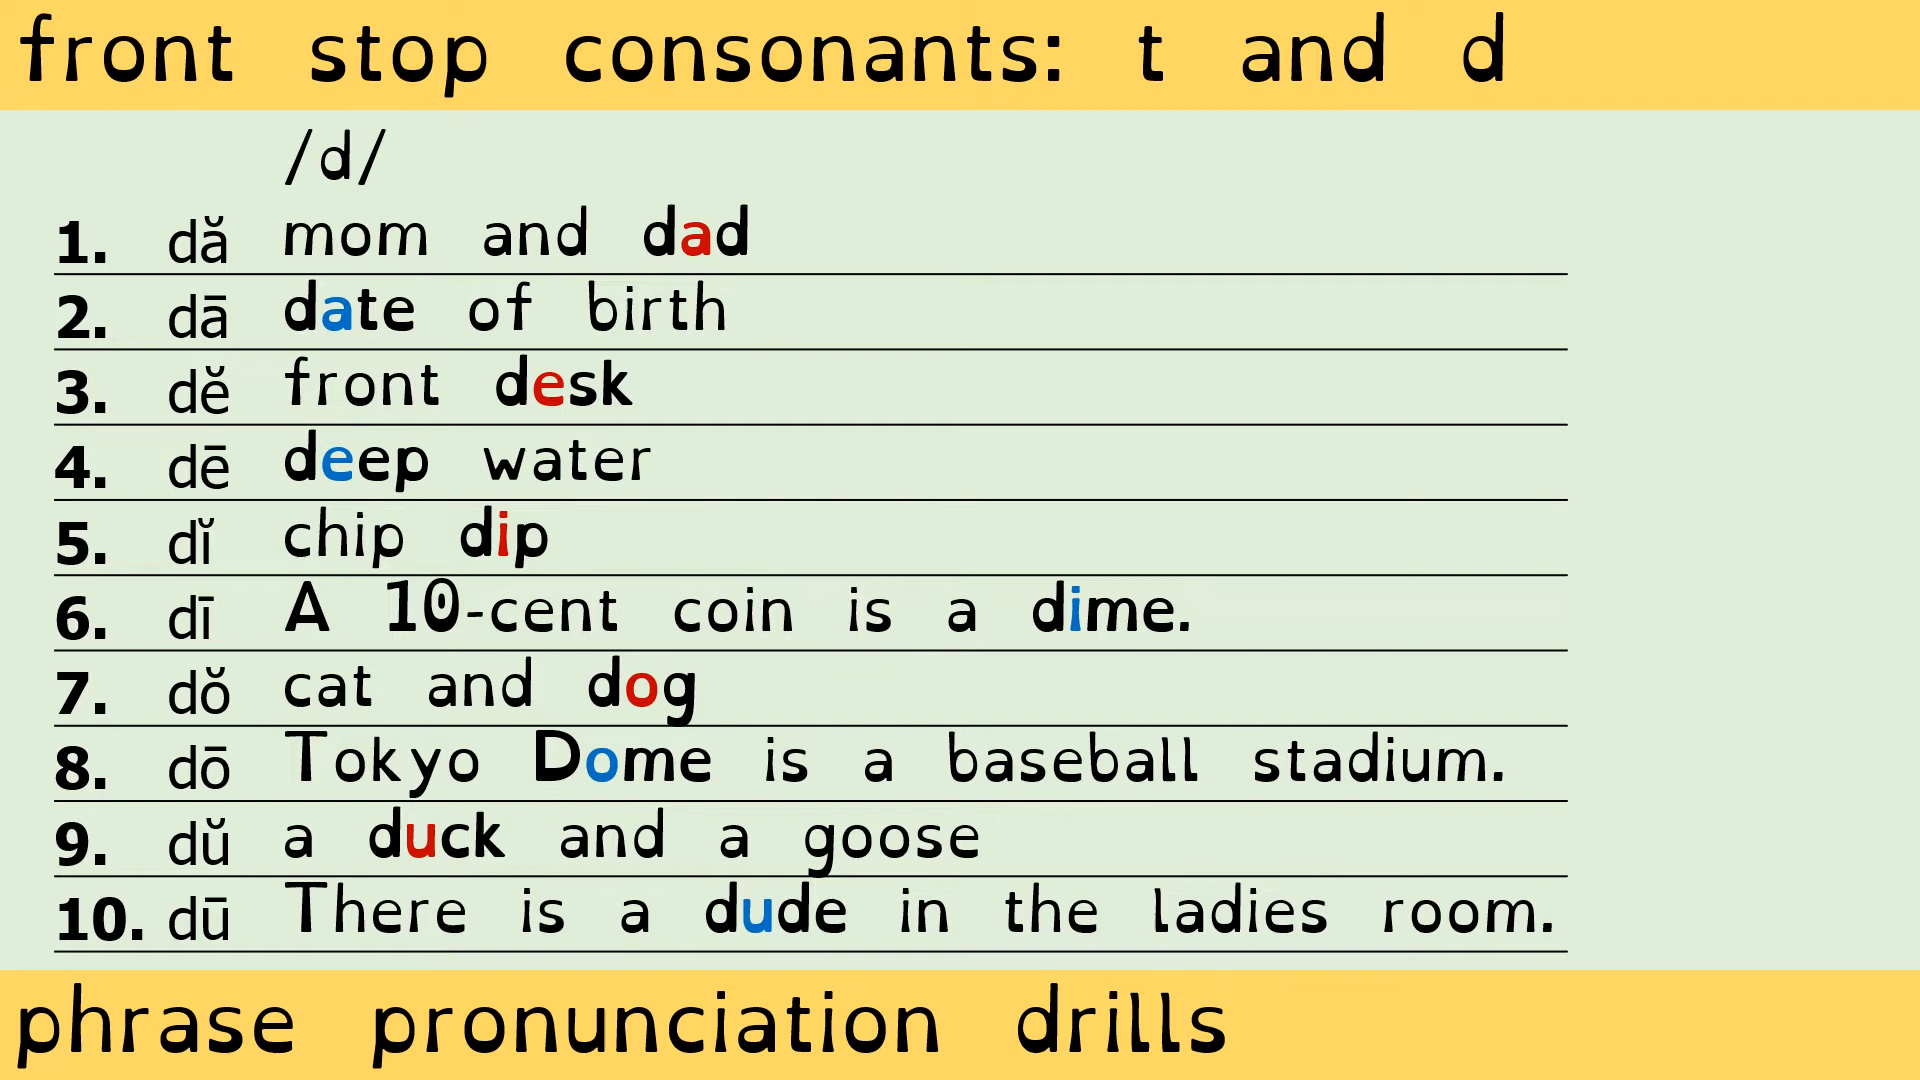 front stop consonants: t and d
/d/
1. dă mom and dad
2. dā date of birth
3. dĕ front desk
4. dē deep water
5. dĭ chip dip
6. dī A 10-cent coin is a dime.
7. dŏ cat and dog
8. dō Tokyo Dome is a baseball stadium.
9. dŭ a duck and a goose
10. dū There is a dude in the ladies room.
phrase pronunciation drills